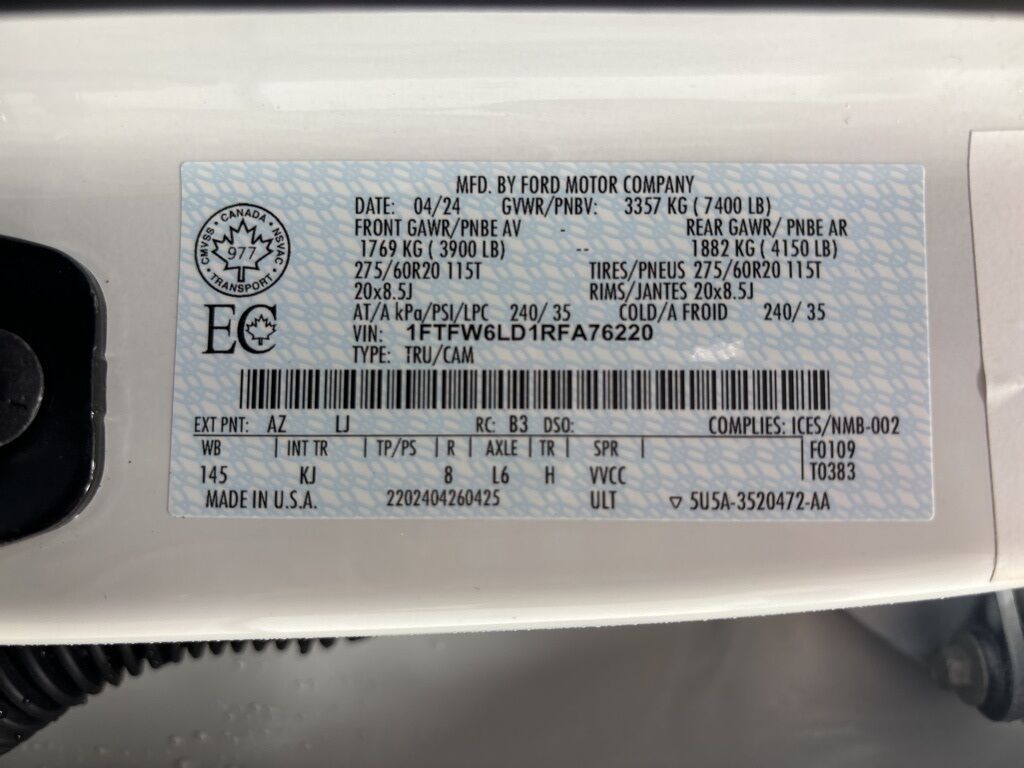 MFD. BY FORD MOTOR COMPANY
DATE: 04/24 GVWR/PNBV: 3357 KG ( 7400 LB)
FRONT GAWR/PNBE AV - REAR GAWR/ PNBE AR
1769 KG ( 3900 LB) -- 1882 KG ( 4150 LB)
275/60R20 115T TIRES/PNEUS 275/60R20 115T
20x8.5J RIMS/JANTES 20x8.5J
AT/A kPa/PSI/LPC 240/ 35 COLD/A FROID 240/ 35
VIN: 1FTFW6LD1RFA76220
TYPE: TRU/CAM
CANADA
CMVSS NSVAC
977
TRANSPORT
EC
EXT PNT: AZ LJ RC: B3 DSO: COMPLIES: ICES/NMB-002
WB | INT TR | TP/PS | R | AXLE | TR | SPR F0109
145 KJ 8 L6 H VVCC T0383
MADE IN U.S.A. 2202404260425 ULT ▽ 5U5A-3520472-AA